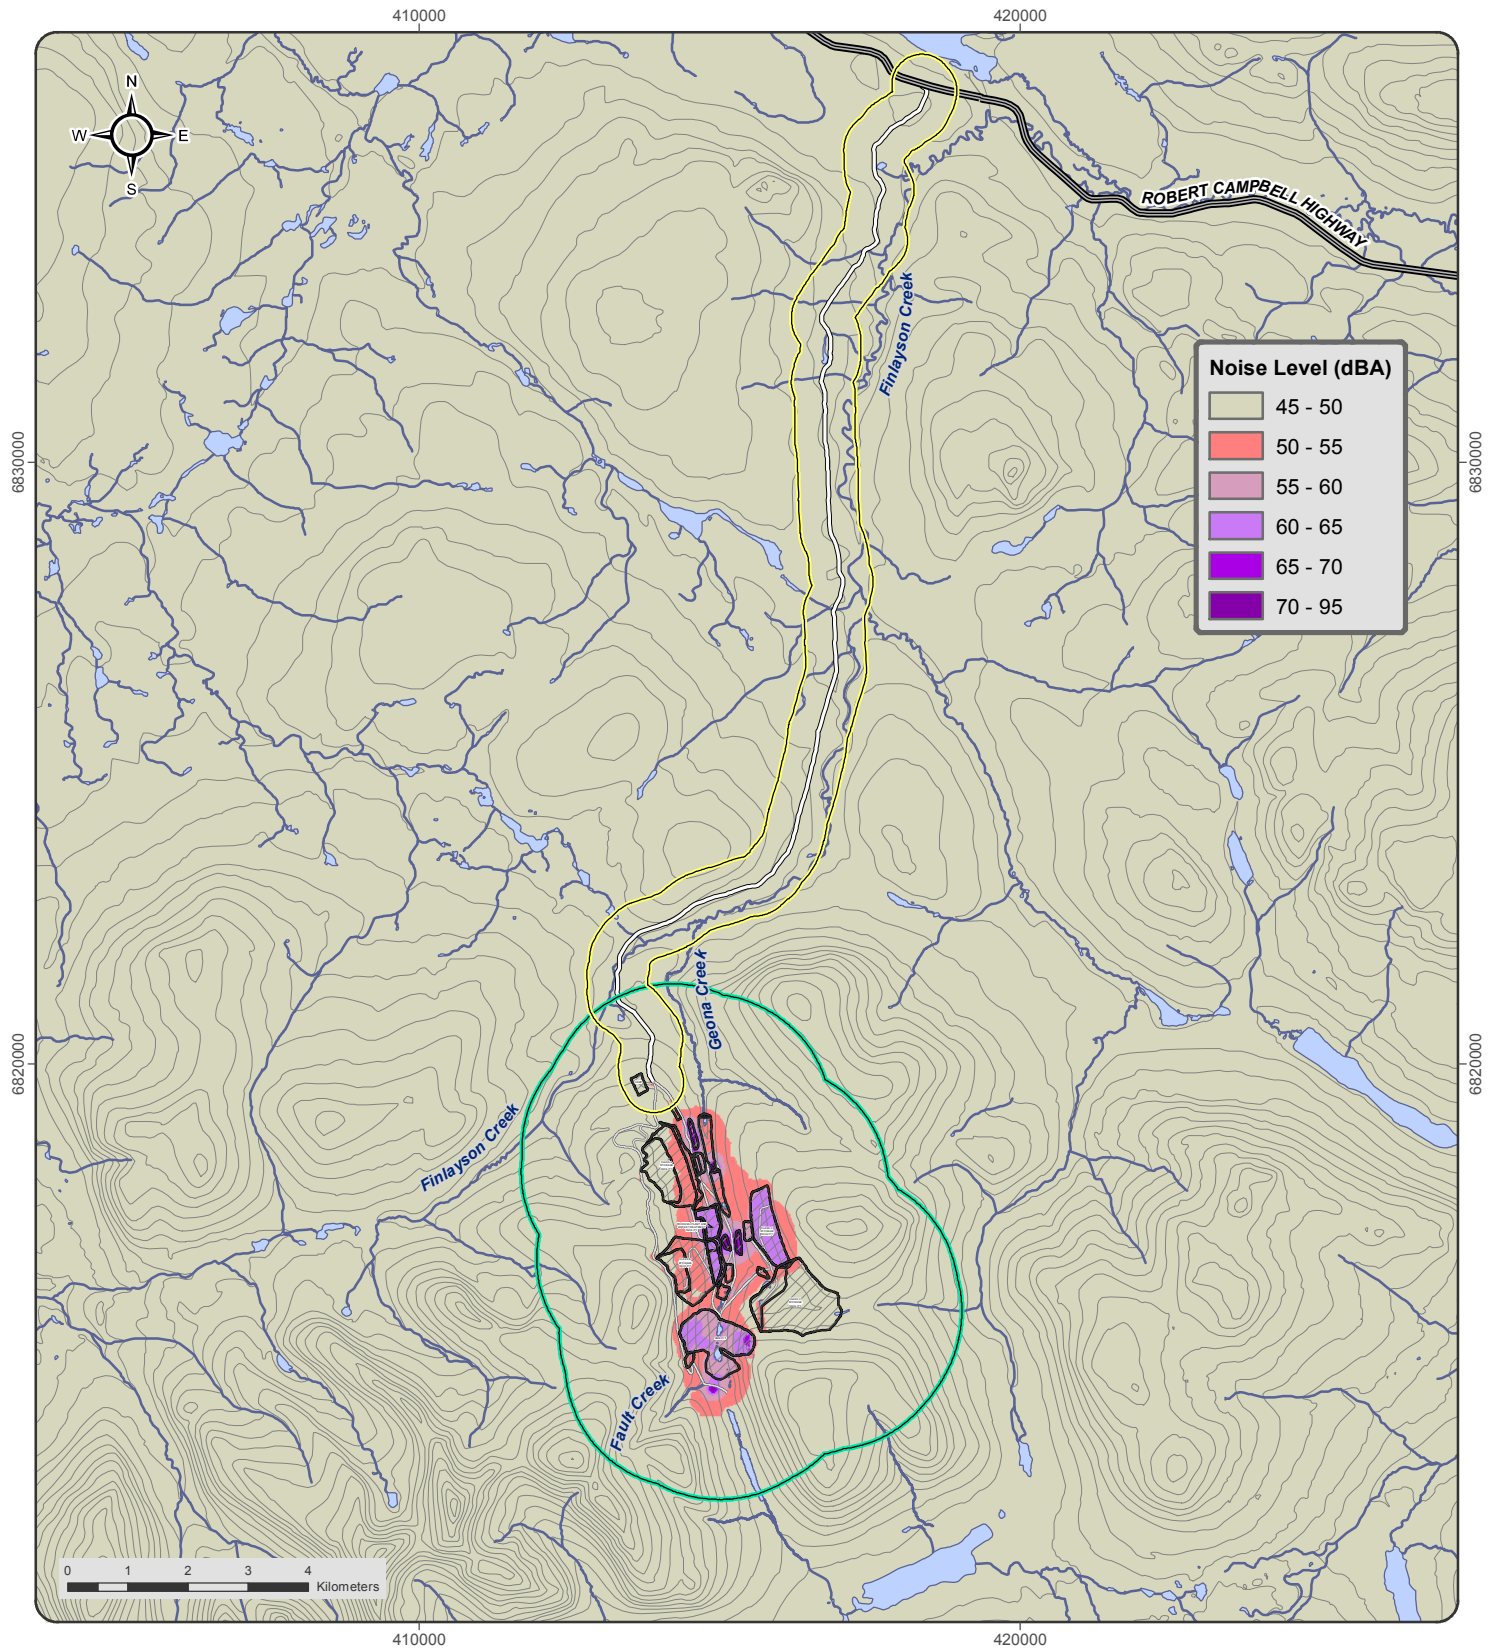 410000
420000
N
W
E
S
ROBERT CAMPBELL HIGHWAY
Finlayson Creek
Noise Level (dBA)
45 - 50
50 - 55
55 - 60
60 - 65
65 - 70
70 - 95
6830000
6830000
Geona Creek
6820000
6820000
Finlayson Creek
Fault Creek
0 1 2 3 4
Kilometers
410000
420000